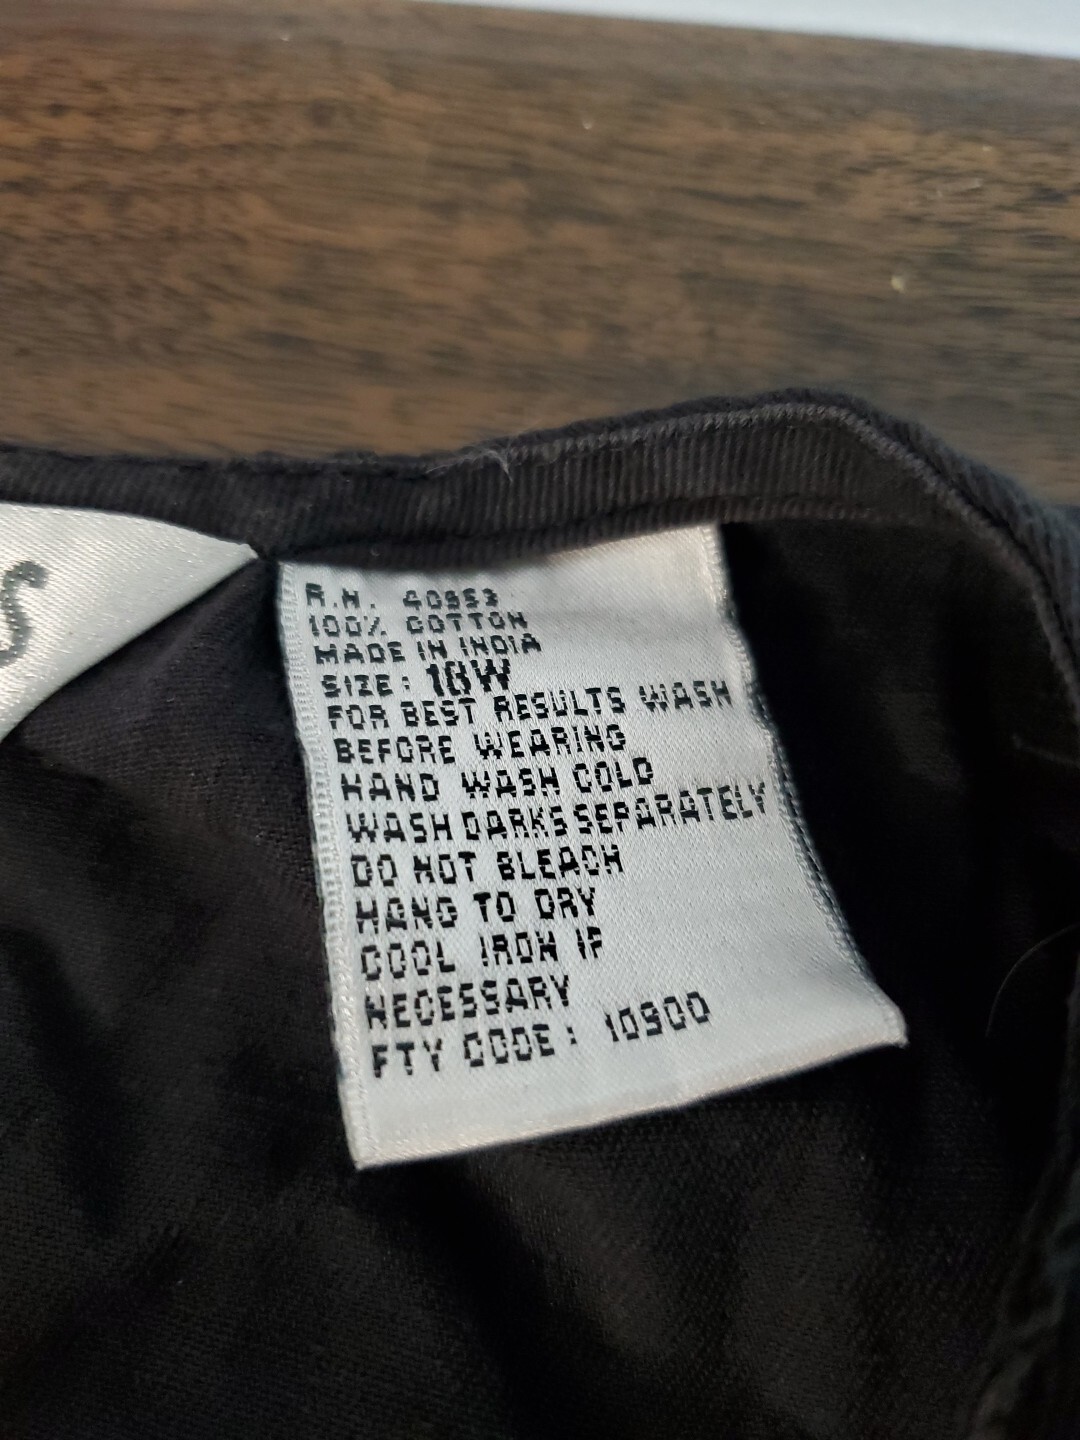 S
R.N. 40953
100% COTTON
MADE IN INDIA
SIZE: 18W
FOR BEST RESULTS WASH
BEFORE WEARING
HAND WASH COLD
WASH DARKS SEPARATELY
DO NOT BLEACH
HANG TO DRY
COOL IRON IF
NECESSARY
FTY CODE: 10900